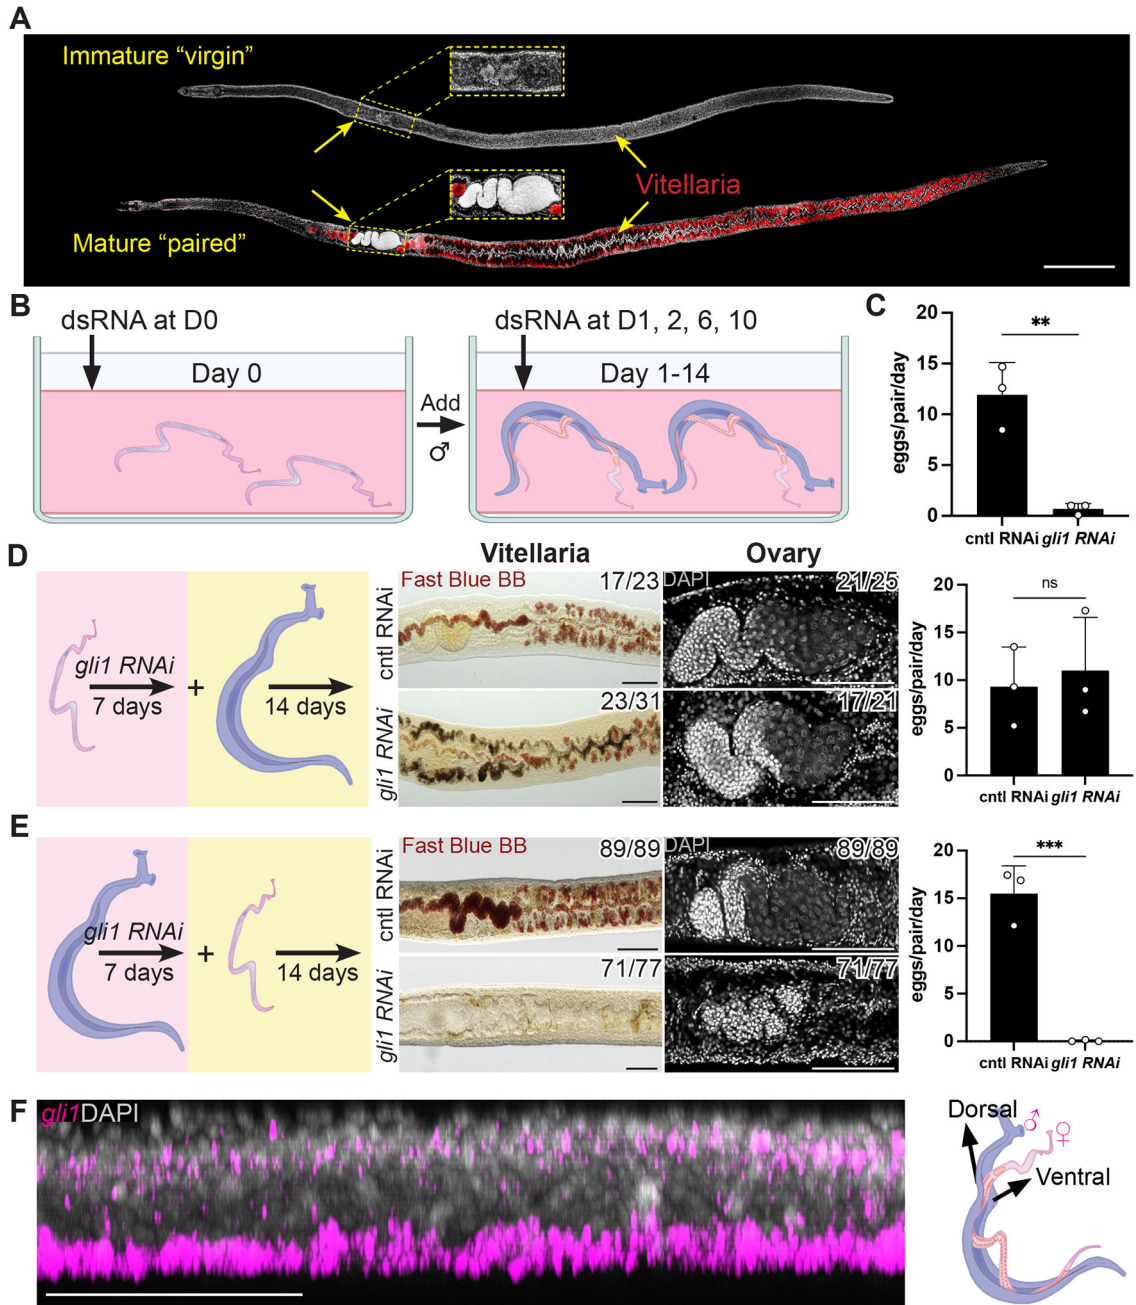 A
Immature “virgin”
Vitellaria
Mature “paired”
B
dsRNA at D0
Day 0
Add
♂
dsRNA at D1, 2, 6, 10
Day 1-14
C
eggs/pair/day
20
15
10
5
0
**
cntl RNAi gli1 RNAi
D
gli1 RNAi
7 days
+
14 days
Vitellaria
Ovary
cntl RNAi
Fast Blue BB
17/23
DAPI
21/25
gli1 RNAi
23/31
17/21
eggs/pair/day
20
15
10
5
0
ns
cntl RNAi gli1 RNAi
E
gli1 RNAi
7 days
+
14 days
cntl RNAi
Fast Blue BB
89/89
DAPI
89/89
gli1 RNAi
71/77
71/77
eggs/pair/day
20
15
10
5
0
***
cntl RNAi gli1 RNAi
F
gli1DAPI
Dorsal
♂
♀
Ventral